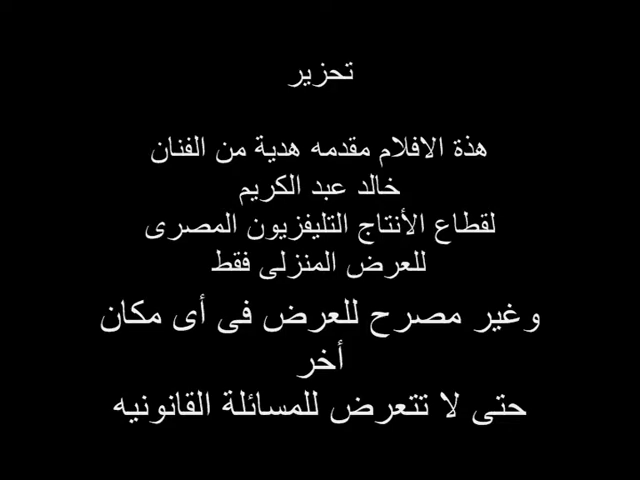 تحزير
هذة الافلام مقدمه هدية من الفنان
خالد عبد الكريم
لقطاع الأنتاج التليفزيون المصرى
للعرض المنزلى فقط
وغير مصرح للعرض فى أى مكان
أخر
حتى لا تتعرض للمسائلة القانونيه